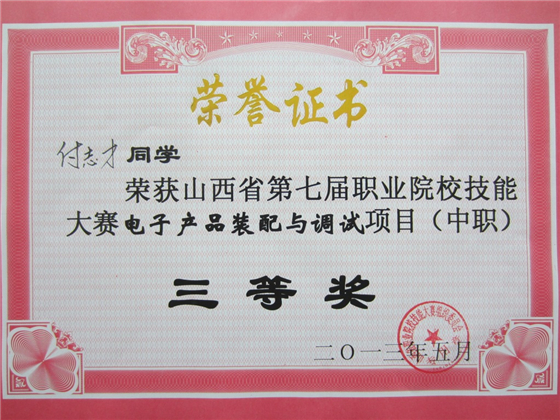 荣誉证书
付志才同学
荣获山西省第七届职业院校技能
大赛电子产品装配与调试项目（中职）
三等奖
二〇一三年五月